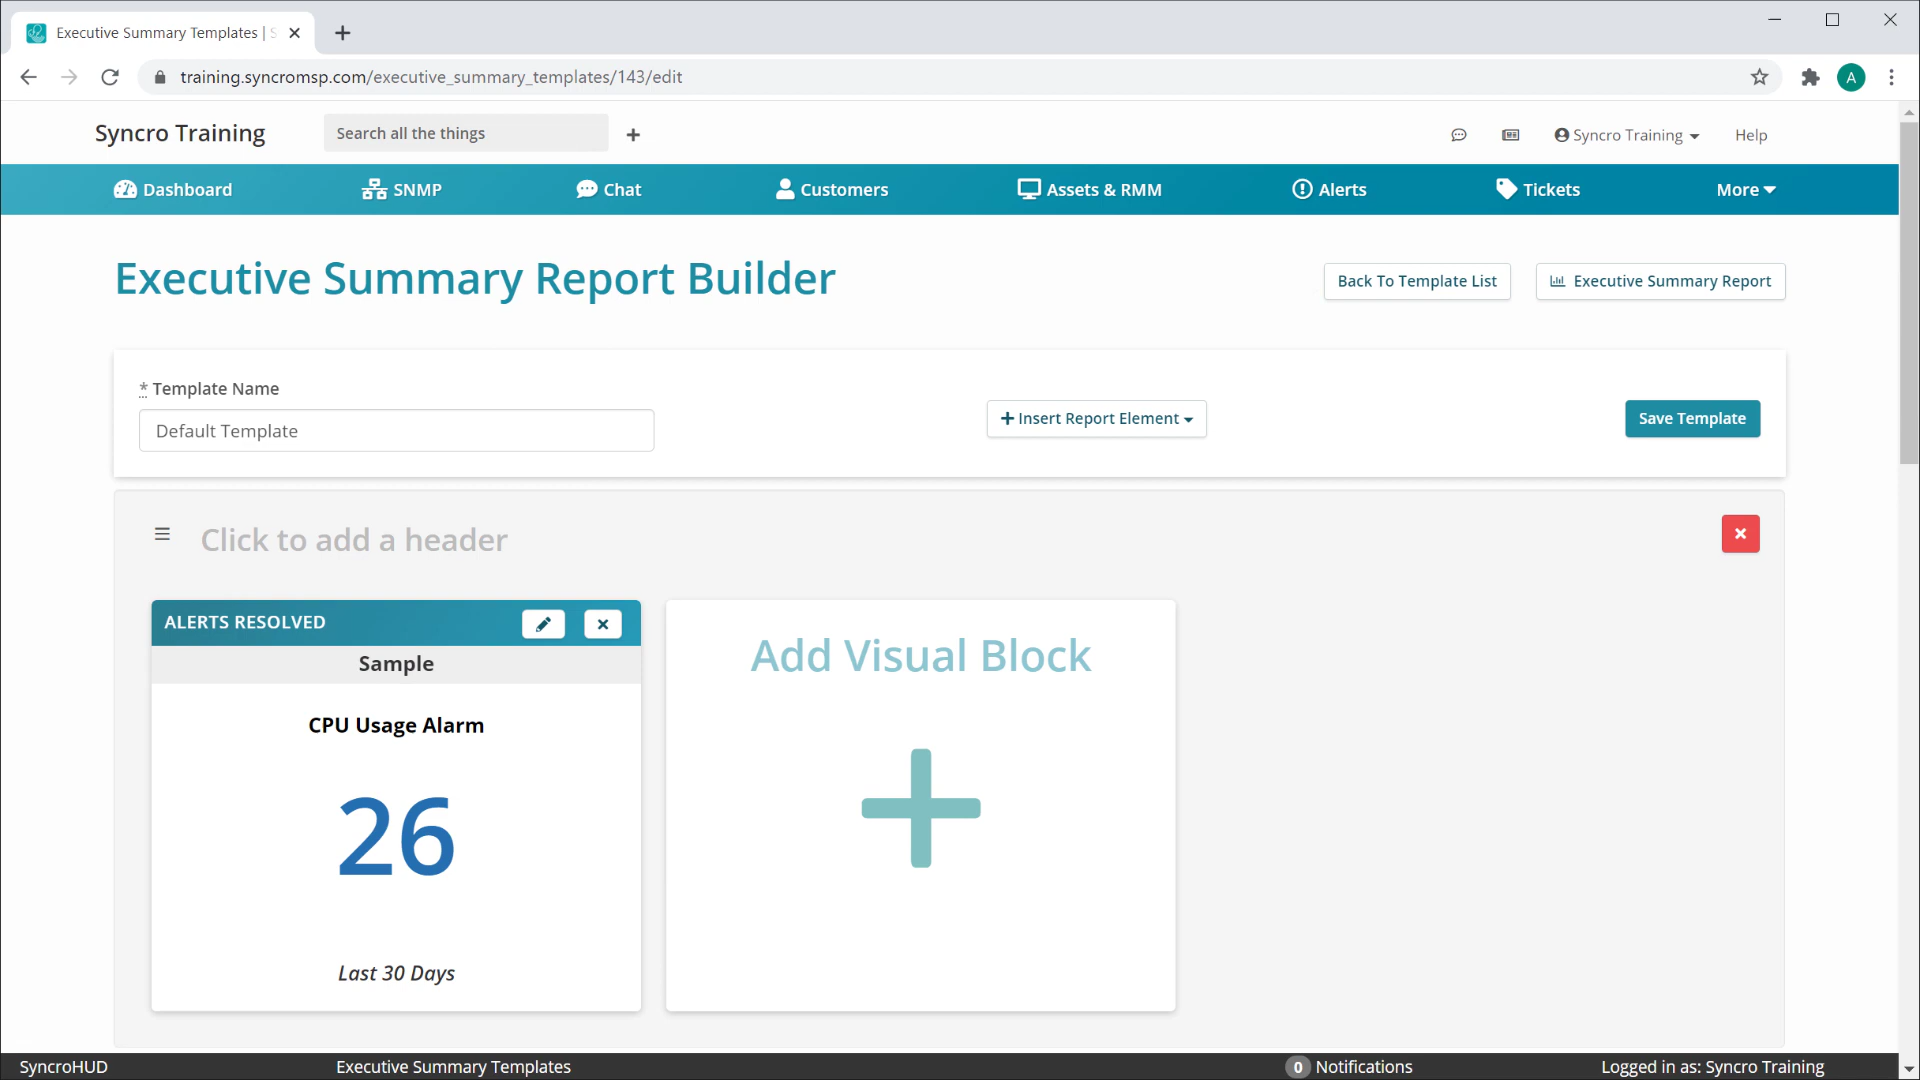 Executive Summary Templates | S
training.syncromsp.com/executive_summary_templates/143/edit
A
Syncro Training
Search all the things
Syncro Training
Help
Dashboard
SNMP
Chat
Customers
Assets & RMM
Alerts
Tickets
More
Executive Summary Report Builder
Back To Template List
Executive Summary Report
* Template Name
Default Template
Insert Report Element
Save Template
Click to add a header
ALERTS RESOLVED
Sample
CPU Usage Alarm
26
Last 30 Days
Add Visual Block
SyncroHUD
Executive Summary Templates
0 Notifications
Logged in as: Syncro Training